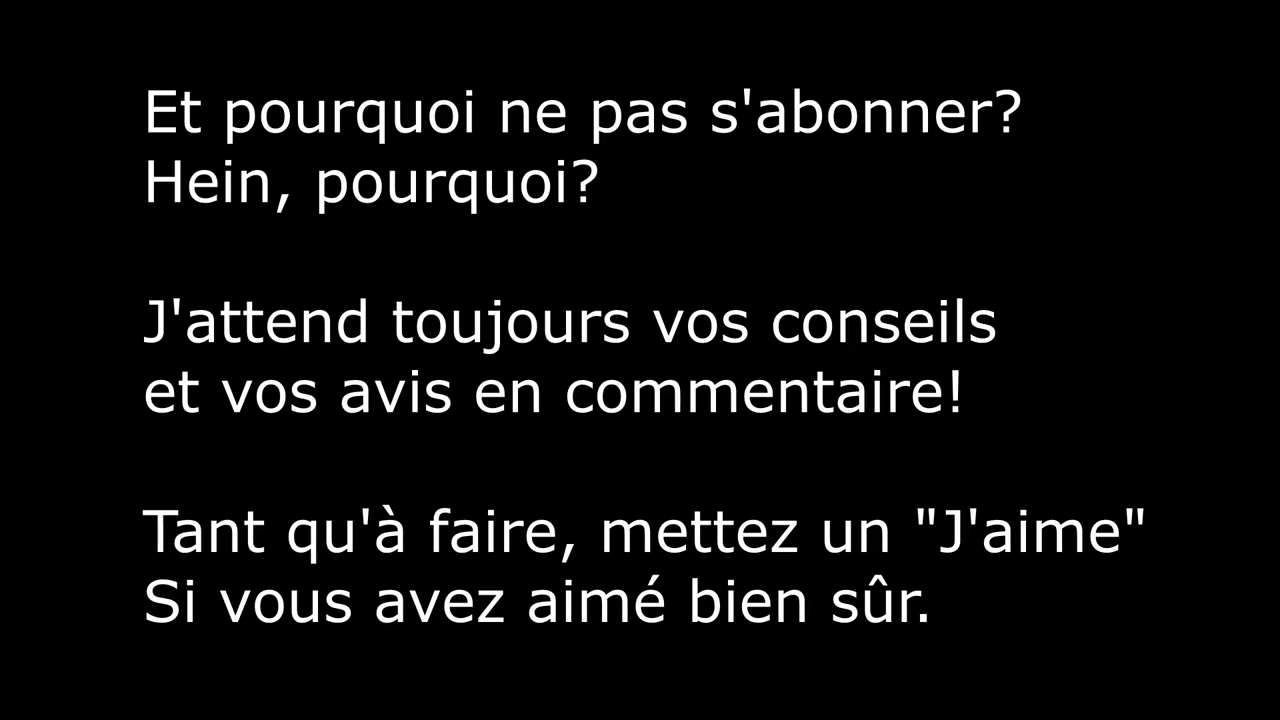 Et pourquoi ne pas s'abonner?
Hein, pourquoi?
J'attend toujours vos conseils
et vos avis en commentaire!
Tant qu'à faire, mettez un "J'aime"
Si vous avez aimé bien sûr.